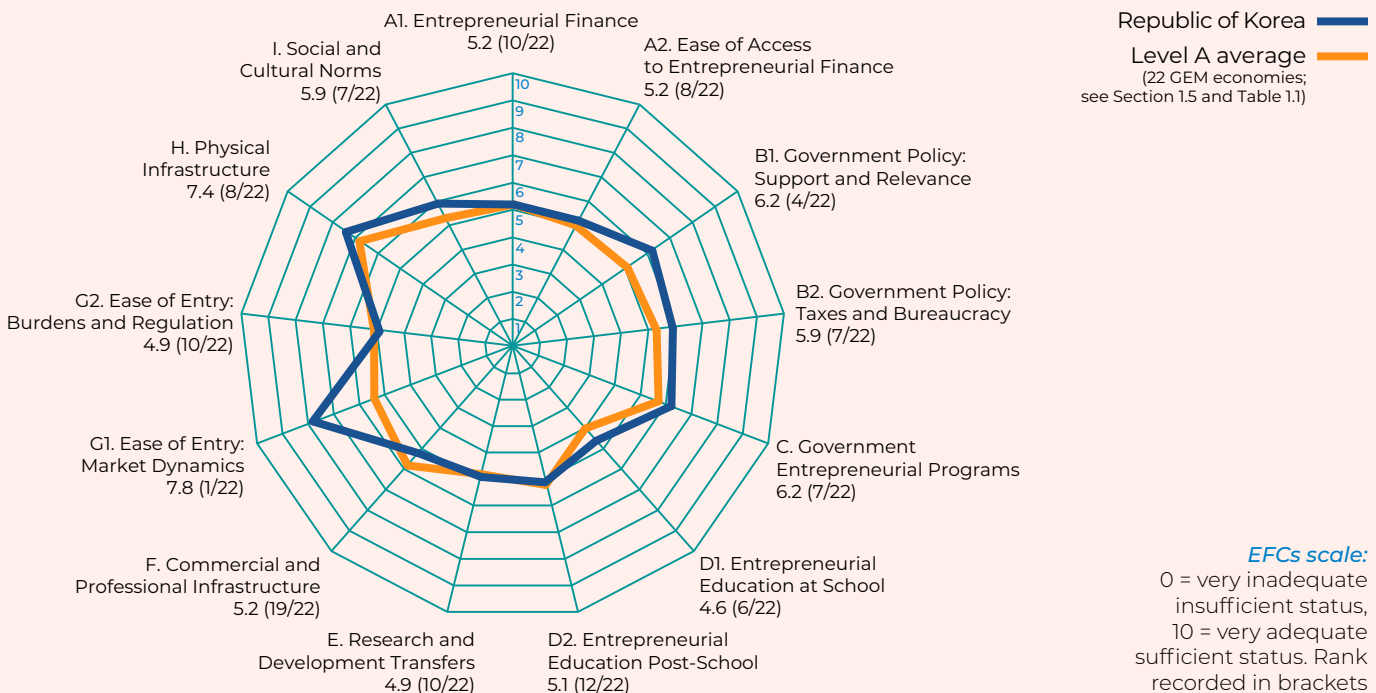 A1. Entrepreneurial Finance
5.2 (10/22)
A2. Ease of Access
to Entrepreneurial Finance
5.2 (8/22)
B1. Government Policy:
Support and Relevance
6.2 (4/22)
B2. Government Policy:
Taxes and Bureaucracy
5.9 (7/22)
C. Government
Entrepreneurial Programs
6.2 (7/22)
D1. Entrepreneurial
Education at School
4.6 (6/22)
D2. Entrepreneurial
Education Post-School
5.1 (12/22)
E. Research and
Development Transfers
4.9 (10/22)
F. Commercial and
Professional Infrastructure
5.2 (19/22)
G1. Ease of Entry:
Market Dynamics
7.8 (1/22)
G2. Ease of Entry:
Burdens and Regulation
4.9 (10/22)
H. Physical
Infrastructure
7.4 (8/22)
I. Social and
Cultural Norms
5.9 (7/22)
10
9
8
7
6
5
4
3
2
1
Republic of Korea
Level A average
(22 GEM economies;
see Section 1.5 and Table 1.1)
EFCs scale:
0 = very inadequate
insufficient status,
10 = very adequate
sufficient status. Rank
recorded in brackets